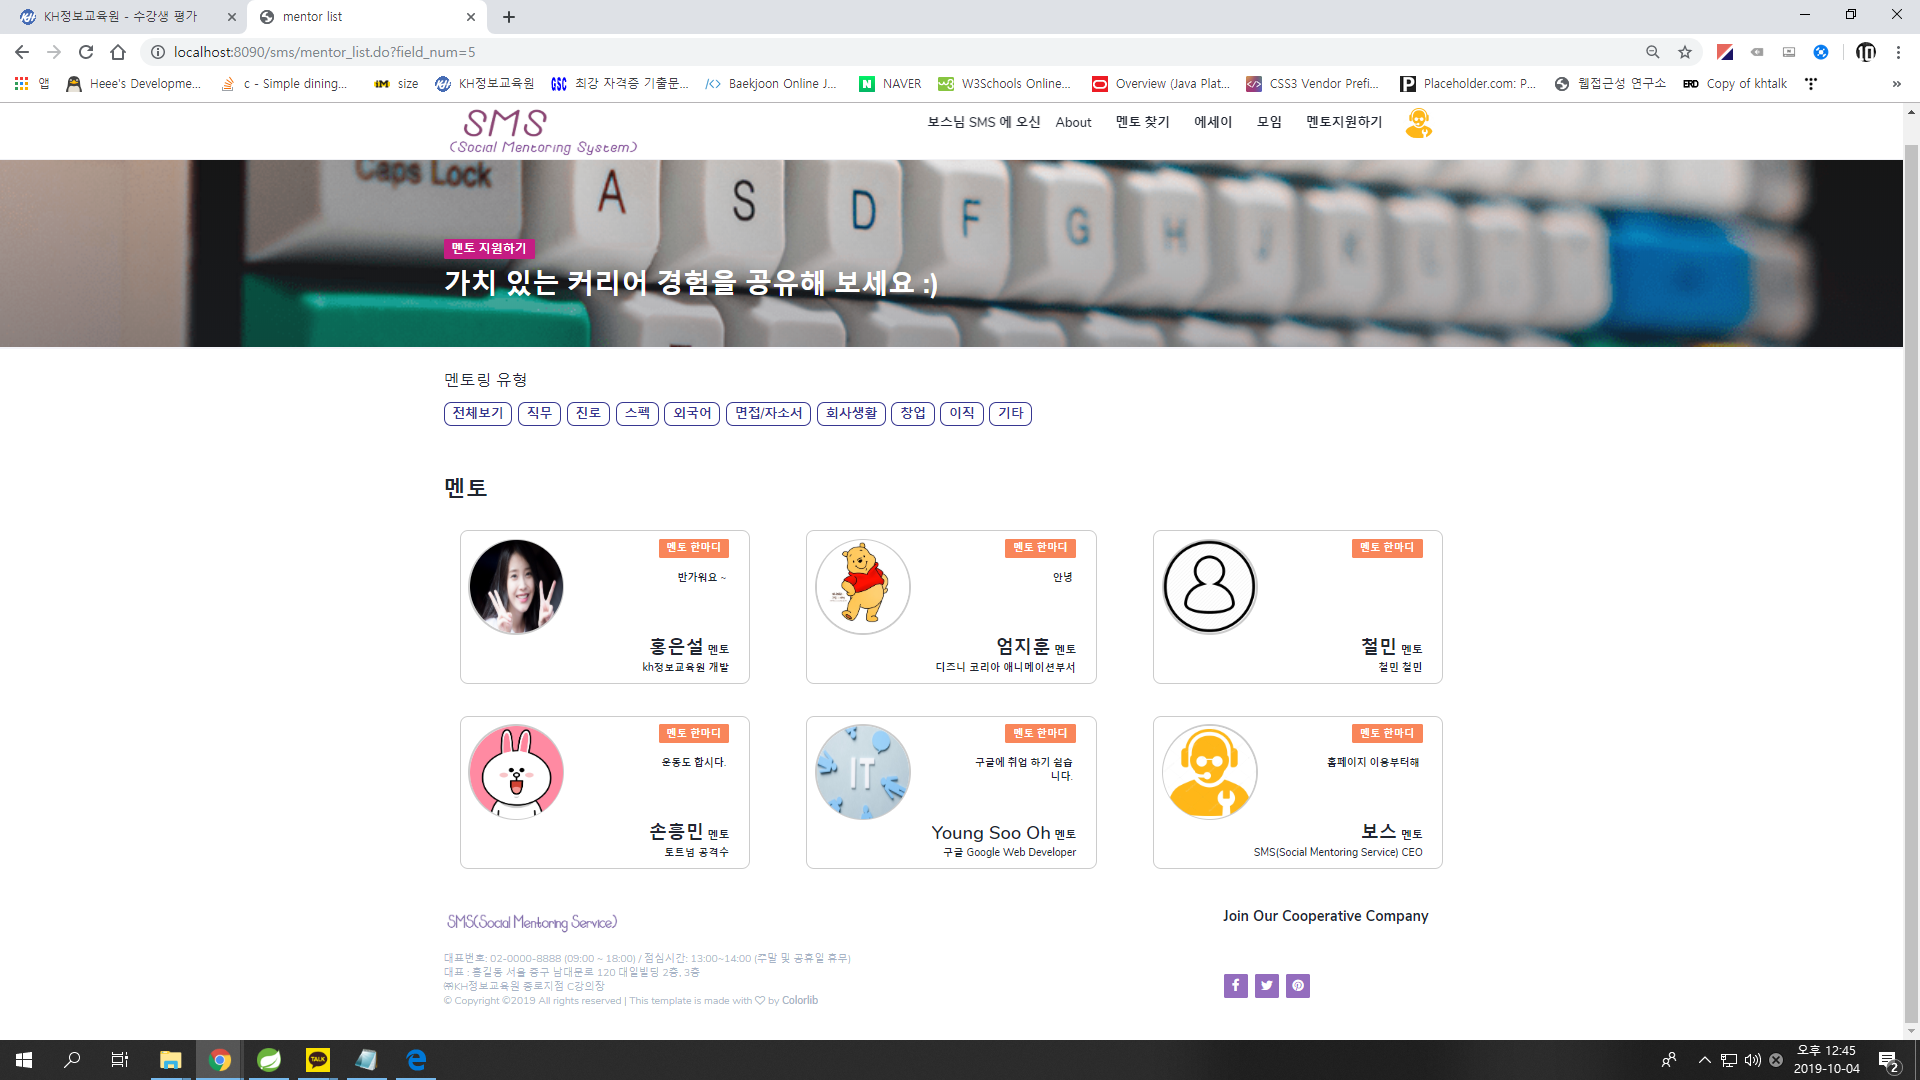 KH정보교육원 - 수강생 평가
mentor list
localhost:8090/sms/mentor_list.do?field_num=5
앱
Heee's Developme...
c - Simple dining...
size
KH정보교육원
최강 자격증 기출문...
Baekjoon Online J...
NAVER
W3Schools Online...
Overview (Java Plat...
CSS3 Vendor Prefi...
Placeholder.com: P...
웹접근성 연구소
Copy of khtalk
SMS
(Social Mentoring System)
보스님 SMS 에 오신
About
멘토 찾기
에세이
모임
멘토지원하기
Caps Lock
A S D F G H J K L
멘토 지원하기
가치 있는 커리어 경험을 공유해 보세요 :)
멘토링 유형
전체보기 직무 진로 스펙 외국어 면접/자소서 회사생활 창업 이직 기타
멘토
멘토 한마디
반가워요 ~
홍은설 멘토
kh정보교육원 개발
멘토 한마디
안녕
엄지훈 멘토
디즈니 코리아 애니메이션부서
멘토 한마디
철민 멘토
철민 철민
멘토 한마디
운동도 합시다.
손흥민 멘토
토트넘 공격수
IT
멘토 한마디
구글에 취업 하기 쉽습
니다.
Young Soo Oh 멘토
구글 Google Web Developer
멘토 한마디
홈페이지 이용부터해
보스 멘토
SMS(Social Mentoring Service) CEO
SMS(Social Mentoring Service)
대표번호: 02-0000-8888 (09:00 ~ 18:00) / 점심시간: 13:00~14:00 (주말 및 공휴일 휴무)
대표 : 홍길동 서울 중구 남대문로 120 대일빌딩 2층, 3층
㈜KH정보교육원 종로지점 C강의장
© Copyright ©2019 All rights reserved | This template is made with ♡ by Colorlib
Join Our Cooperative Company
TALK
오후 12:45
2019-10-04
2